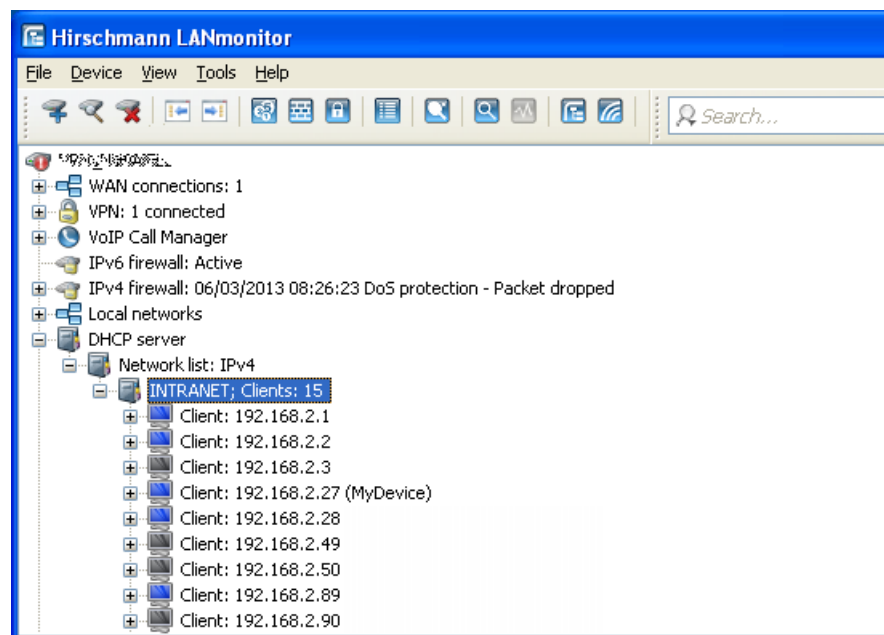 Hirschmann LANmonitor
File Device View Tools Help
Search...
WAN connections: 1
VPN: 1 connected
VoIP Call Manager
IPv6 firewall: Active
IPv4 firewall: 06/03/2013 08:26:23 DoS protection - Packet dropped
Local networks
DHCP server
Network list: IPv4
INTRANET; Clients: 15
Client: 192.168.2.1
Client: 192.168.2.2
Client: 192.168.2.3
Client: 192.168.2.27 (MyDevice)
Client: 192.168.2.28
Client: 192.168.2.49
Client: 192.168.2.50
Client: 192.168.2.89
Client: 192.168.2.90